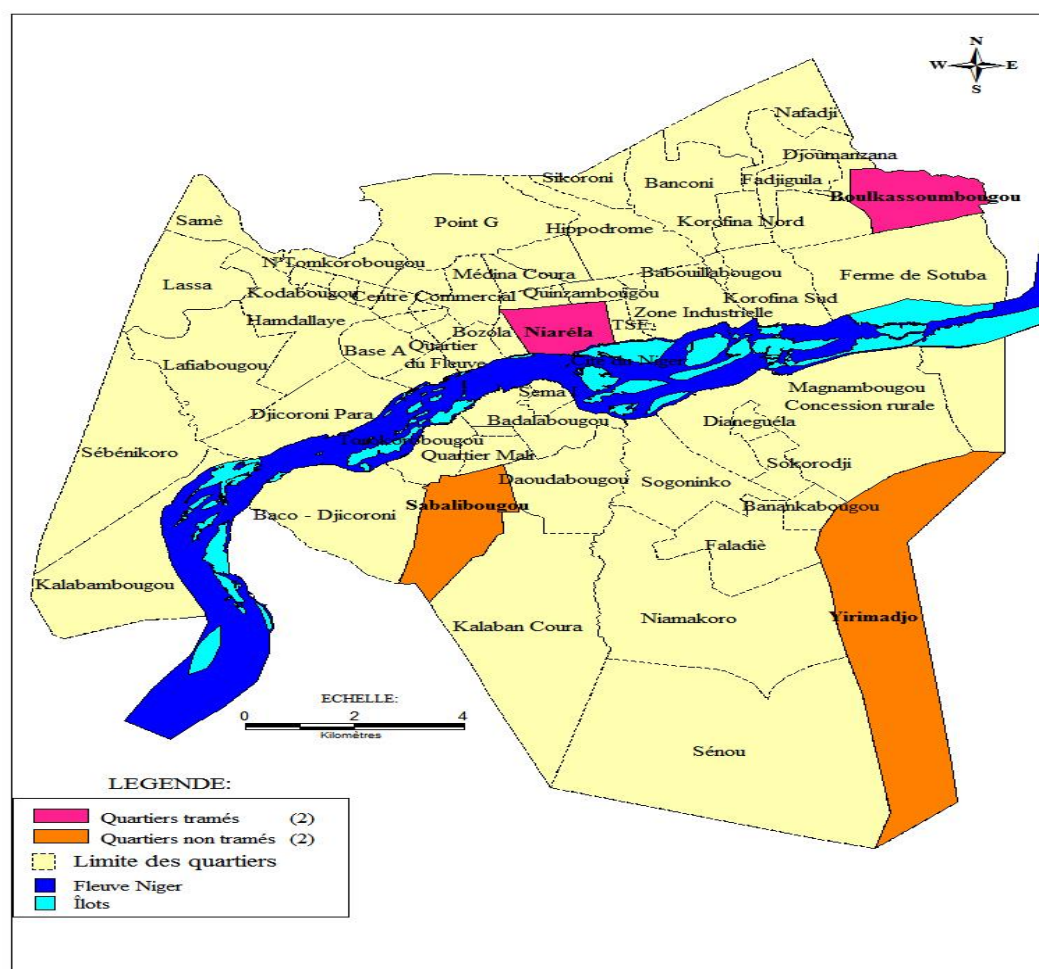 N
W E
S
Nafadji
Djoumanzana
Sikoroni
Banconi
Fadjiguila
Boulkassoumbougou
Samè
Point G
Hippodrome
Korofina Nord
N'Tomkorobougou
Médina Coura
Babouillabougou
Ferme de Sotuba
Lassa
Kodabougou
Centre Commercial
Quinzambougou
Korofina Sud
Hamdallaye
Bozola
Niaréla
TSF
Zone Industrielle
Base A
Quartier
du Fleuve
Lafiabougou
Sema I
Magnambougou
Concession rurale
Djicoroni Para
Badalabougou
Dianeguéla
Tomikorobougou
Quartier Mali
Sébénikoro
Daoudabougou
Sogoninko
Sokorodji
Sabalibougou
Banankabougou
Baco - Djicoroni
Faladiè
Kalabambougou
Kalaban Coura
Niamakoro
Yirimadjo
Sénou
ECHELLE:
0 2 4
Kilomètres
LEGENDE:
Quartiers tramés (2)
Quartiers non tramés (2)
Limite des quartiers
Fleuve Niger
Îlots